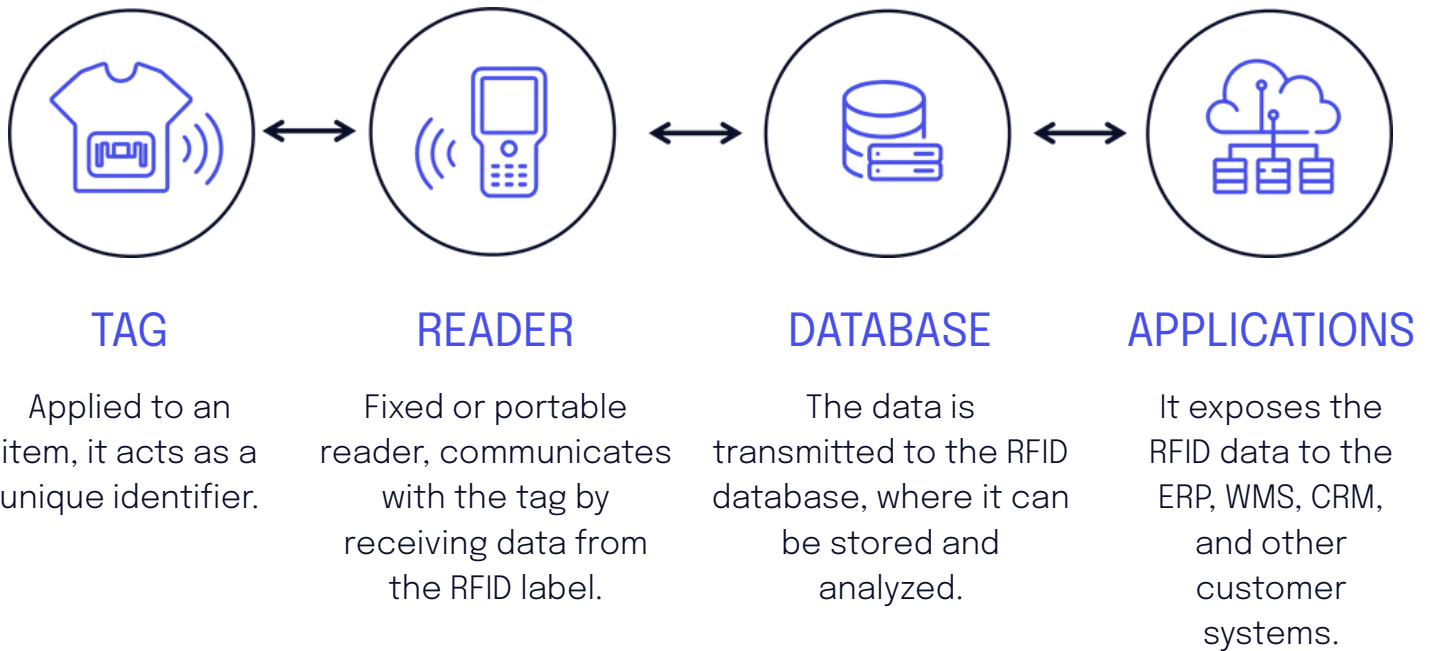 TAG
Applied to an
item, it acts as a
unique identifier.
READER
Fixed or portable
reader, communicates
with the tag by
receiving data from
the RFID label.
DATABASE
The data is
transmitted to the RFID
database, where it can
be stored and
analyzed.
APPLICATIONS
It exposes the
RFID data to the
ERP, WMS, CRM,
and other
customer
systems.